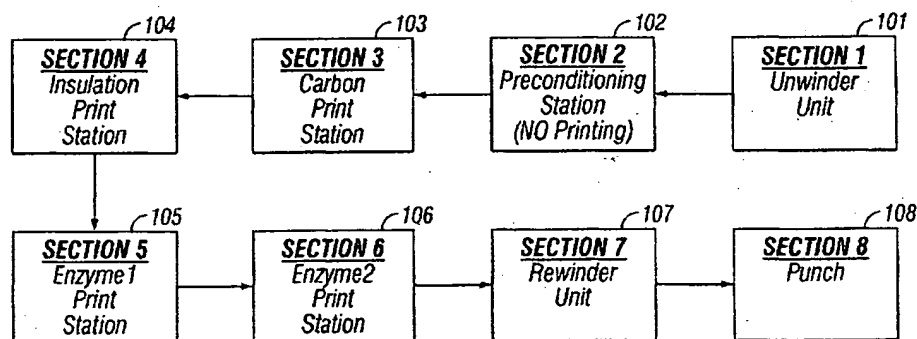 104
SECTION 4
Insulation
Print
Station
103
SECTION 3
Carbon
Print
Station
102
SECTION 2
Preconditioning
Station
(NO Printing)
101
SECTION 1
Unwinder
Unit
105
SECTION 5
Enzyme1
Print
Station
106
SECTION 6
Enzyme2
Print
Station
107
SECTION 7
Rewinder
Unit
108
SECTION 8
Punch